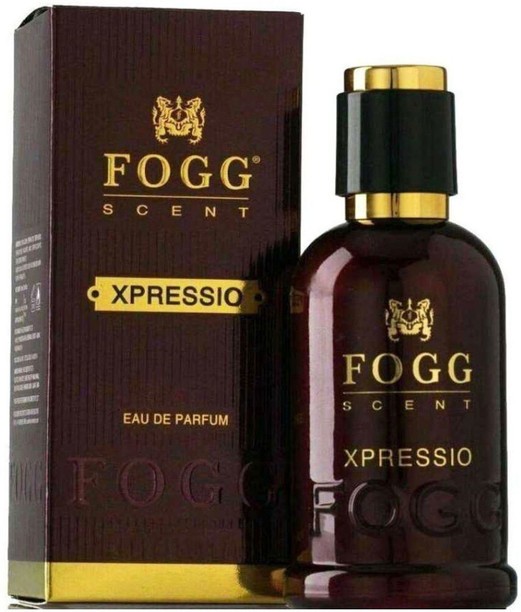 FOGG®
SCENT
XPRESSIO
EAU DE PARFUM
FOGG
FOGG
SCENT
XPRESSIO
FOGG